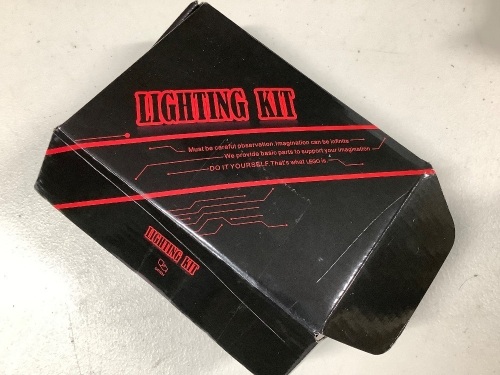 LIGHTING KIT
Must be careful pbservation. Imagination can be infinite
We provide basic parts to support your imagination
DO IT YOURSELF.That's what LEGO is
LIGHTING KIT